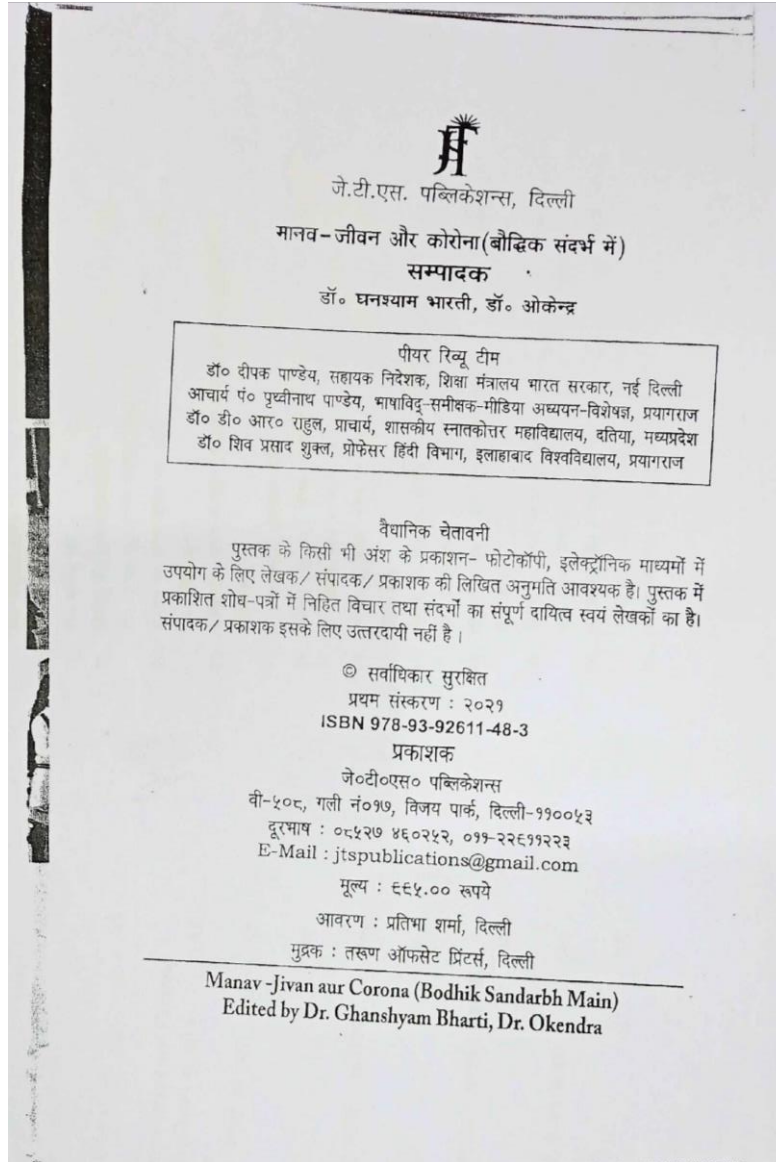 जे.टी.एस. पब्लिकेशन्स, दिल्ली
मानव-जीवन और कोरोना(बौद्धिक संदर्भ में)
सम्पादक
डॉ० घनश्याम भारती, डॉ० ओकेन्द्र
पीयर रिव्यू टीम
डॉ० दीपक पाण्डेय, सहायक निदेशक, शिक्षा मंत्रालय भारत सरकार, नई दिल्ली
आचार्य पं० पृथ्वीनाथ पाण्डेय, भाषाविद्-समीक्षक-मीडिया अध्ययन-विशेषज्ञ, प्रयागराज
डॉ० डी० आर० राहुल, प्राचार्य, शासकीय स्नातकोत्तर महाविद्यालय, दतिया, मध्यप्रदेश
डॉ० शिव प्रसाद शुक्ल, प्रोफेसर हिंदी विभाग, इलाहाबाद विश्वविद्यालय, प्रयागराज
वैधानिक चेतावनी
पुस्तक के किसी भी अंश के प्रकाशन- फोटोकॉपी, इलेक्ट्रॉनिक माध्यमों में
उपयोग के लिए लेखक/ संपादक/ प्रकाशक की लिखित अनुमति आवश्यक है। पुस्तक में
प्रकाशित शोध-पत्रों में निहित विचार तथा संदर्भों का संपूर्ण दायित्व स्वयं लेखकों का है।
संपादक/ प्रकाशक इसके लिए उत्तरदायी नहीं है ।
© सर्वाधिकार सुरक्षित
प्रथम संस्करण : २०२१
ISBN 978-93-92611-48-3
प्रकाशक
जे०टी०एस० पब्लिकेशन्स
वी-५०८, गली नं०१७, विजय पार्क, दिल्ली-११००५३
दूरभाष : ०८५२७ ४६०२५२, ०११-२२६११२२३
E-Mail : jtspublications@gmail.com
मूल्य : ६६५.०० रूपये
आवरण : प्रतिभा शर्मा, दिल्ली
मुद्रक : तरूण ऑफसेट प्रिंटर्स, दिल्ली
Manav -Jivan aur Corona (Bodhik Sandarbh Main)
Edited by Dr. Ghanshyam Bharti, Dr. Okendra